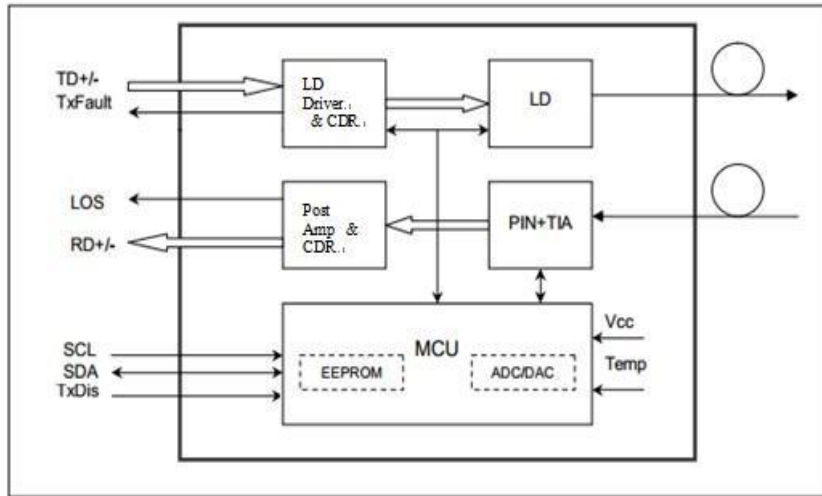 TD+/-
TxFault
LD
Driver
& CDR
LD
LOS
RD+/-
Post
Amp &
CDR
PIN+TIA
SCL
SDA
TxDis
MCU
EEPROM
ADC/DAC
Vcc
Temp